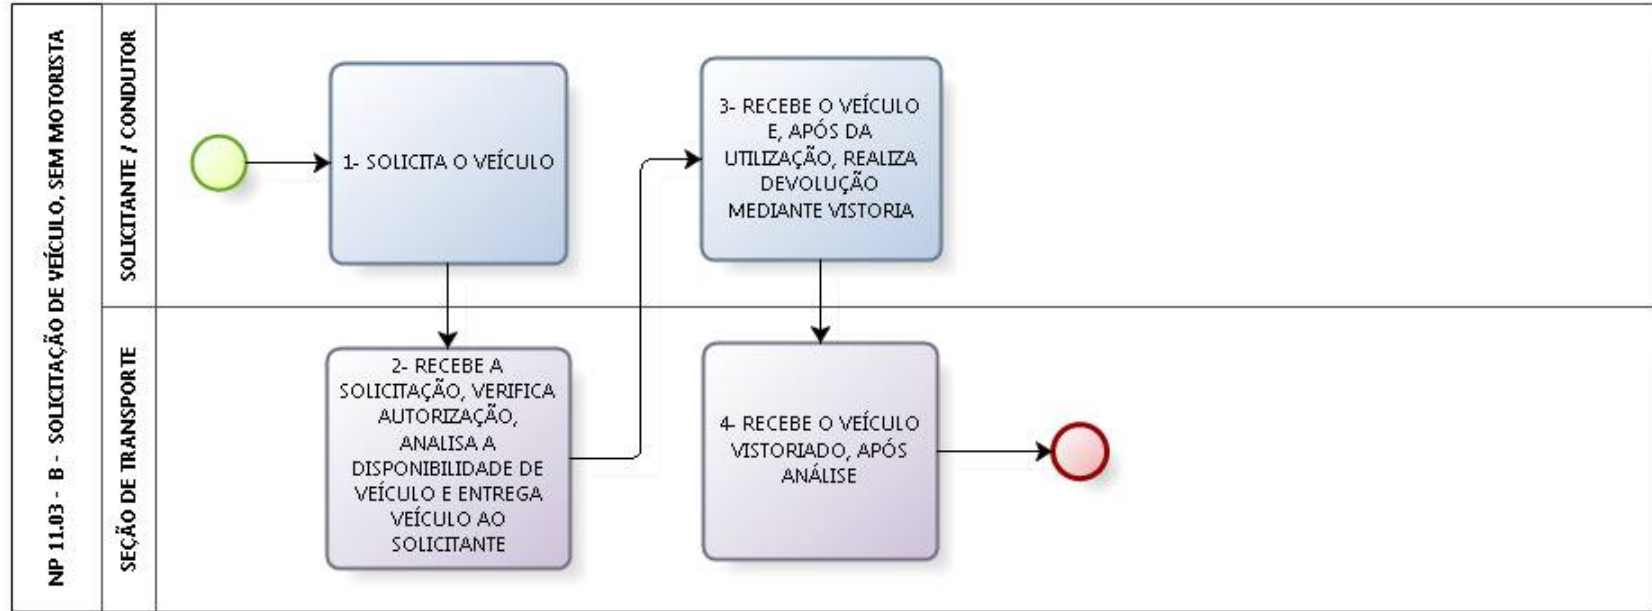 NP 11.03 - B - SOLICITAÇÃO DE VEÍCULO, SEM MOTORISTA
SOLICITANTE / CONDUTOR
1- SOLICITA O VEÍCULO
3- RECEBE O VEÍCULO
E, APÓS DA
UTILIZAÇÃO, REALIZA
DEVOLUÇÃO
MEDIANTE VISTORIA
SEÇÃO DE TRANSPORTE
2- RECEBE A
SOLICITAÇÃO, VERIFICA
AUTORIZAÇÃO,
ANALISA A
DISPONIBILIDADE DE
VEÍCULO E ENTREGA
VEÍCULO AO
SOLICITANTE
4- RECEBE O VEÍCULO
VISTORIADO, APÓS
ANÁLISE